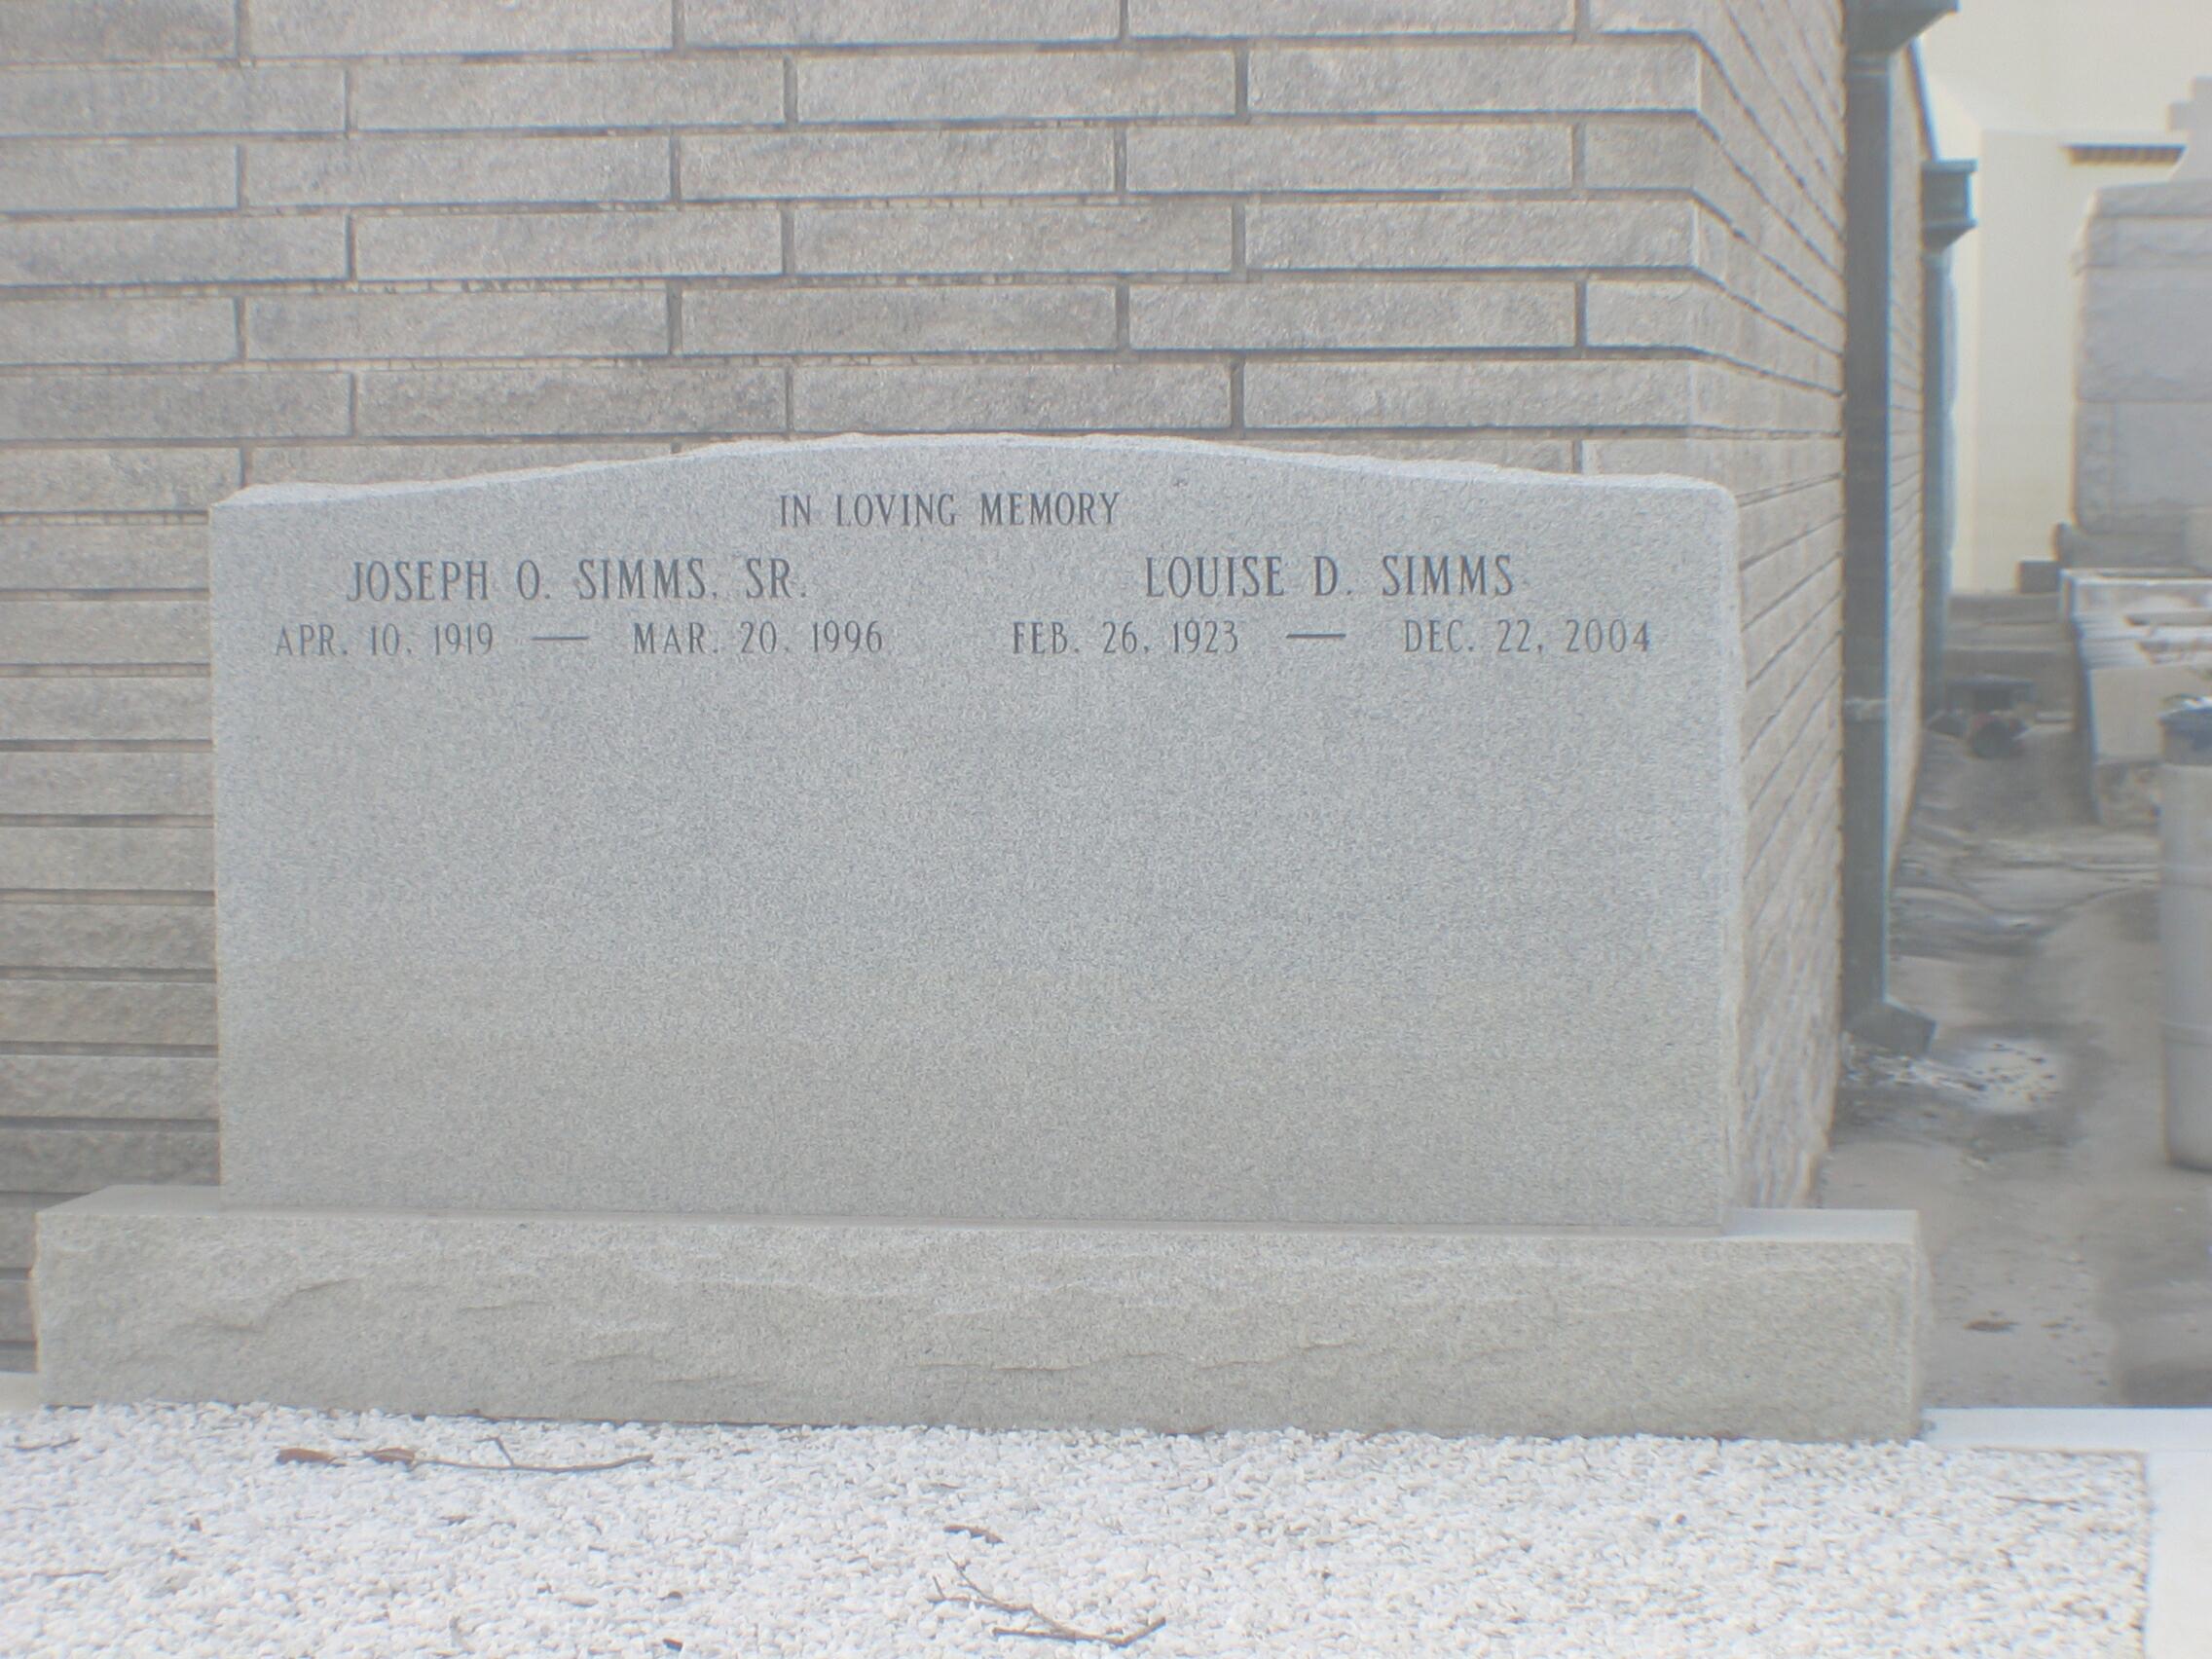 IN LOVING MEMORY
JOSEPH O. SIMMS, SR.
APR. 10, 1919 — MAR. 20, 1996
LOUISE D. SIMMS
FEB. 26, 1923 — DEC. 22, 2004